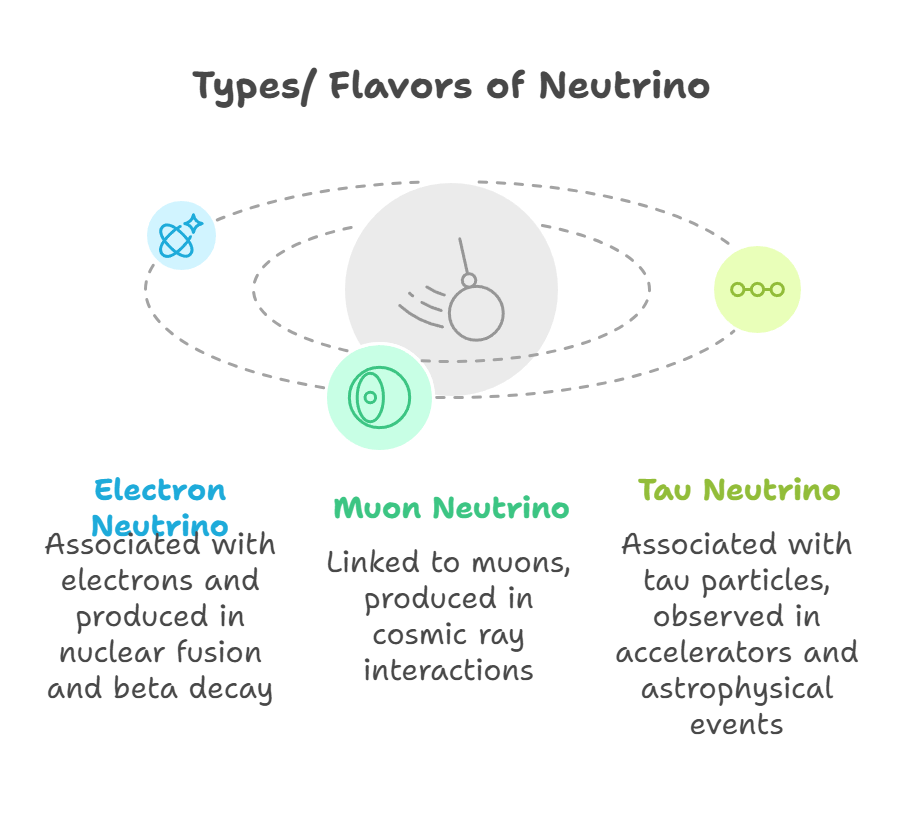 Types/ Flavors of Neutrino
Electron
Neutrino
Associated with
electrons and
produced in
nuclear fusion
and beta decay
Muon Neutrino
Linked to muons,
produced in
cosmic ray
interactions
Tau Neutrino
Associated with
tau particles,
observed in
accelerators and
astrophysical
events